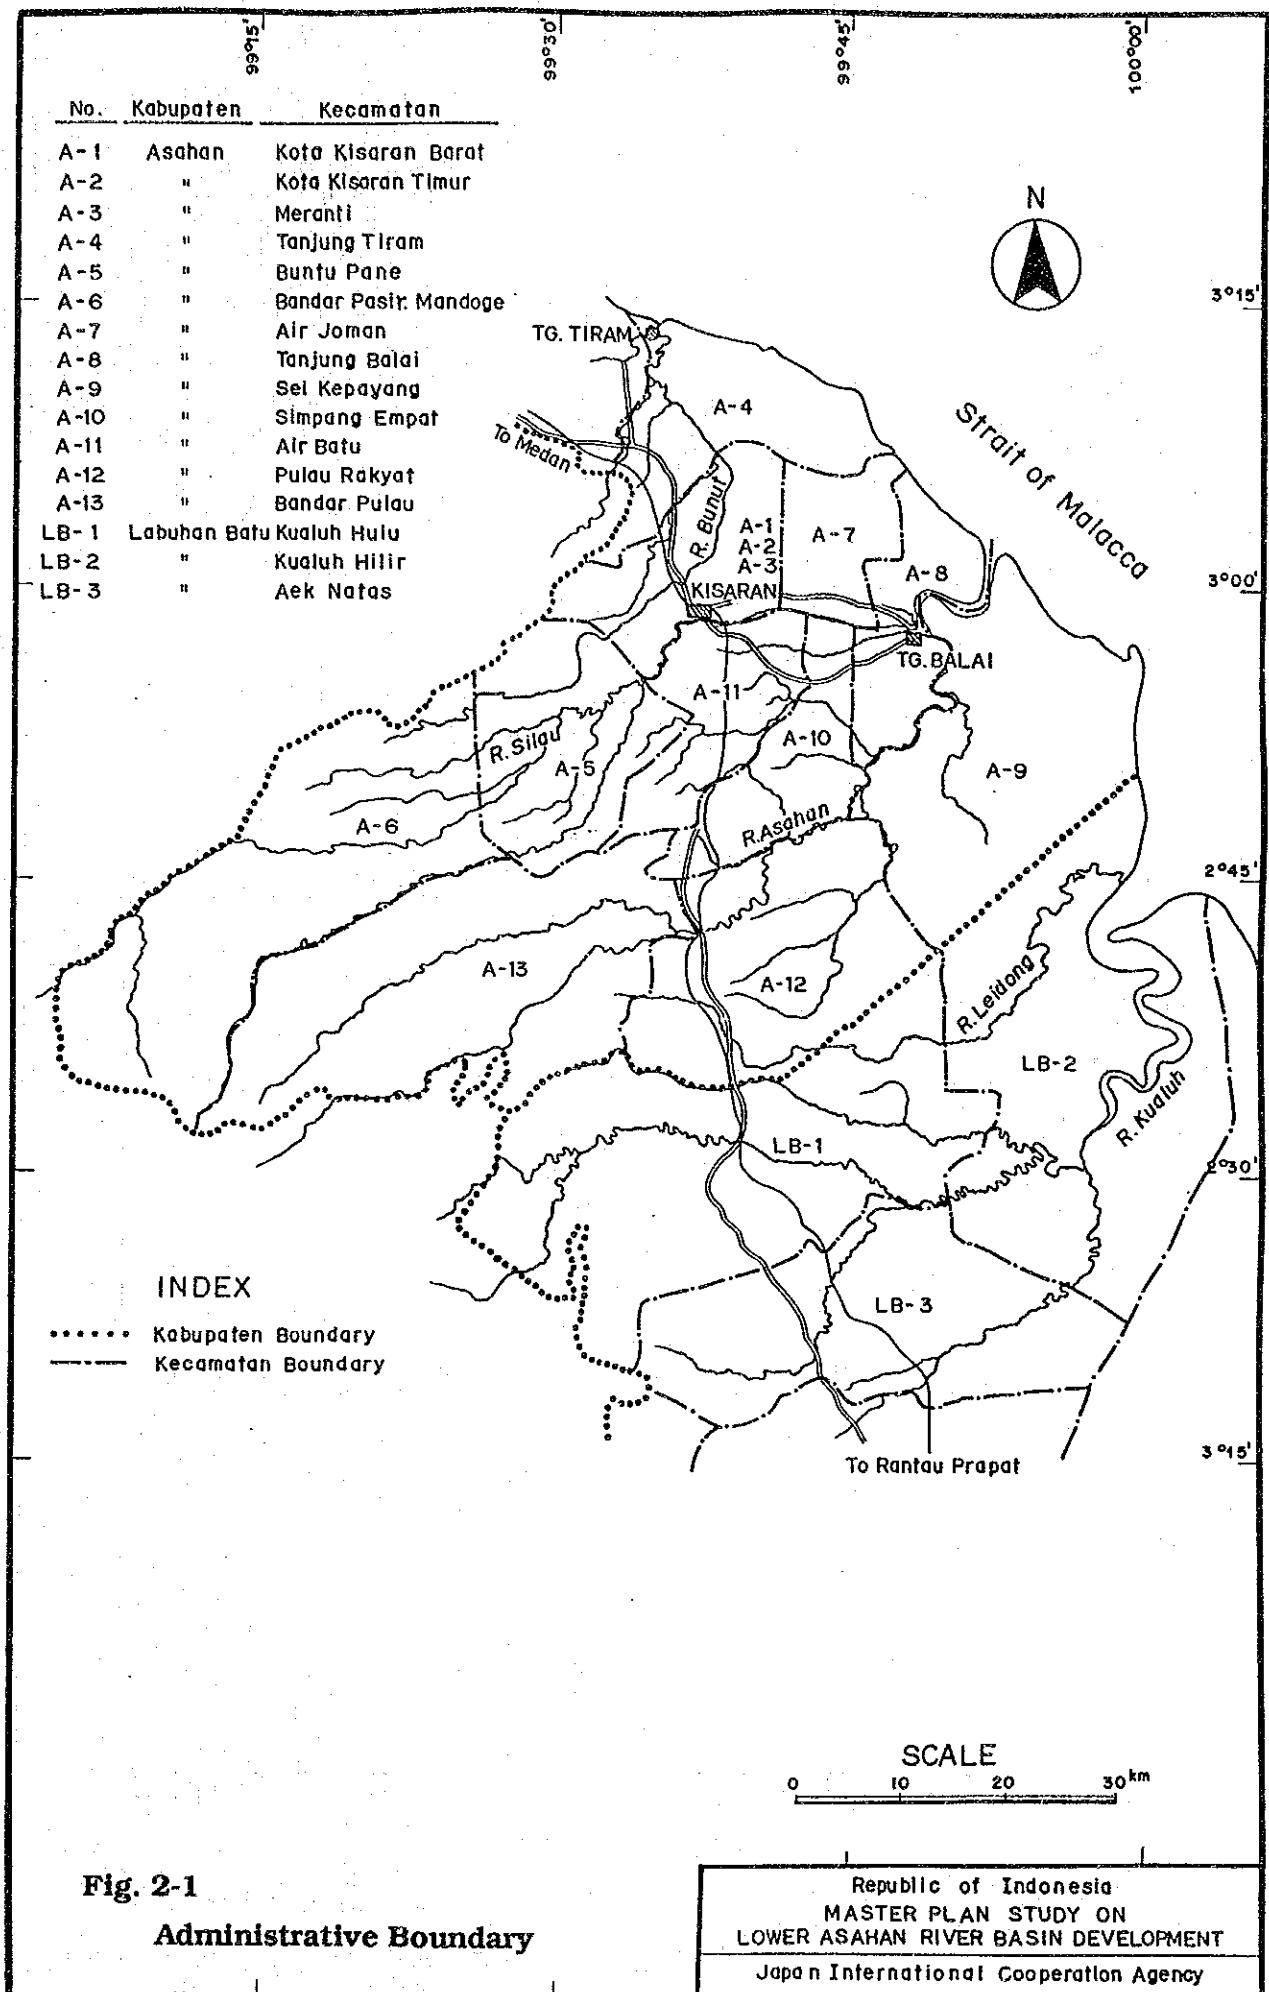 99°15'
99°30'
99°45'
100°00'
No. Kabupaten Kecamatan
A-1 Asahan Kota Kisaran Barat
A-2 " Kota Kisaran Timur
A-3 " Meranti
A-4 " Tanjung Tiram
A-5 " Buntu Pane
A-6 " Bandar Pasir Mandoge
A-7 " Air Joman
A-8 " Tanjung Balai
A-9 " Sei Kepayang
A-10 " Simpang Empat
A-11 " Air Batu
A-12 " Pulau Rakyat
A-13 " Bandar Pulau
LB-1 Labuhan Batu Kualuh Hulu
LB-2 " Kualuh Hilir
LB-3 " Aek Natas
N
3°15'
TG. TIRAM
A-4
Strait of Malacca
To Medan
R. Bunut
A-1
A-2
A-3
A-7
A-8
3°00'
KISARAN
TG. BALAI
A-11
R. Silau
A-5
A-10
A-9
A-6
R. Asahan
2°45'
A-13
A-12
R. Leidong
LB-2
R. Kualuh
LB-1
2°30'
INDEX
Kabupaten Boundary
Kecamatan Boundary
LB-3
3°15'
To Rantau Prapat
SCALE
0 10 20 30 km
Fig. 2-1
Administrative Boundary
Republic of Indonesia
MASTER PLAN STUDY ON
LOWER ASAHAN RIVER BASIN DEVELOPMENT
Japan International Cooperation Agency